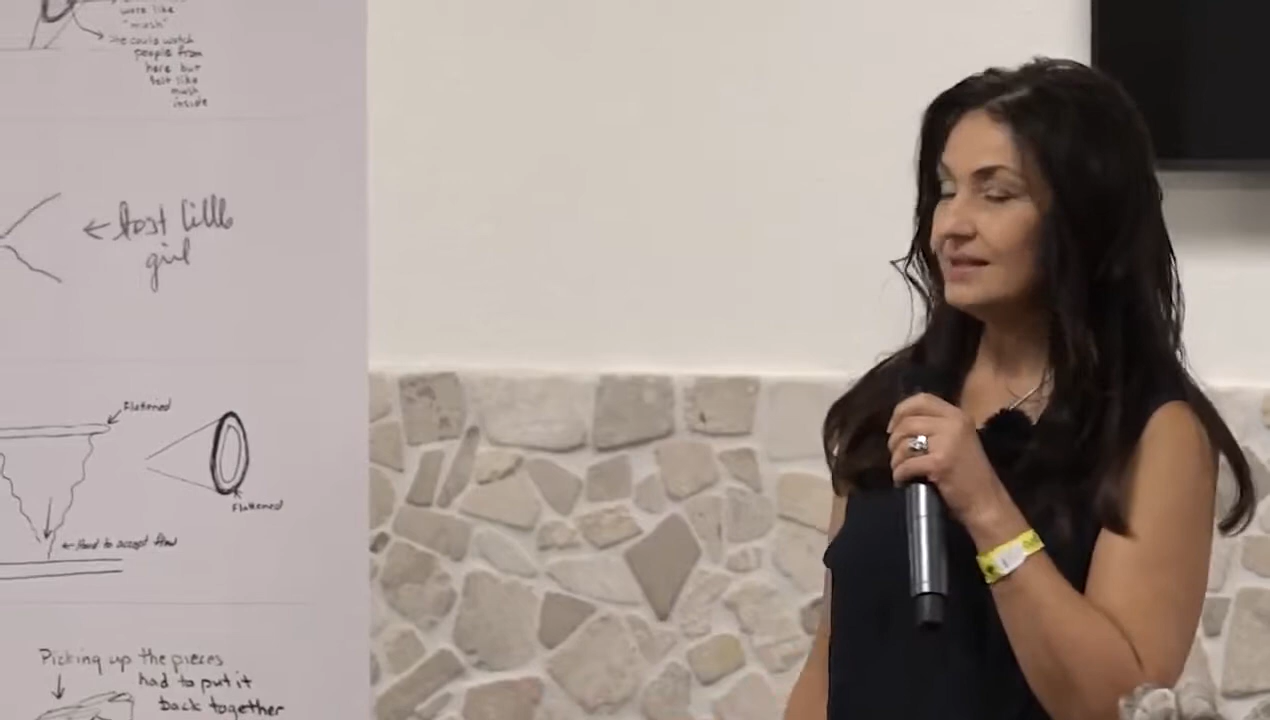 were like
"mush"
She could watch
people from
here but
felt like
mush
inside
← lost little
girl
Flattened
Flattened
← Hard to accept flow
Picking up the pieces
had to put it
back together